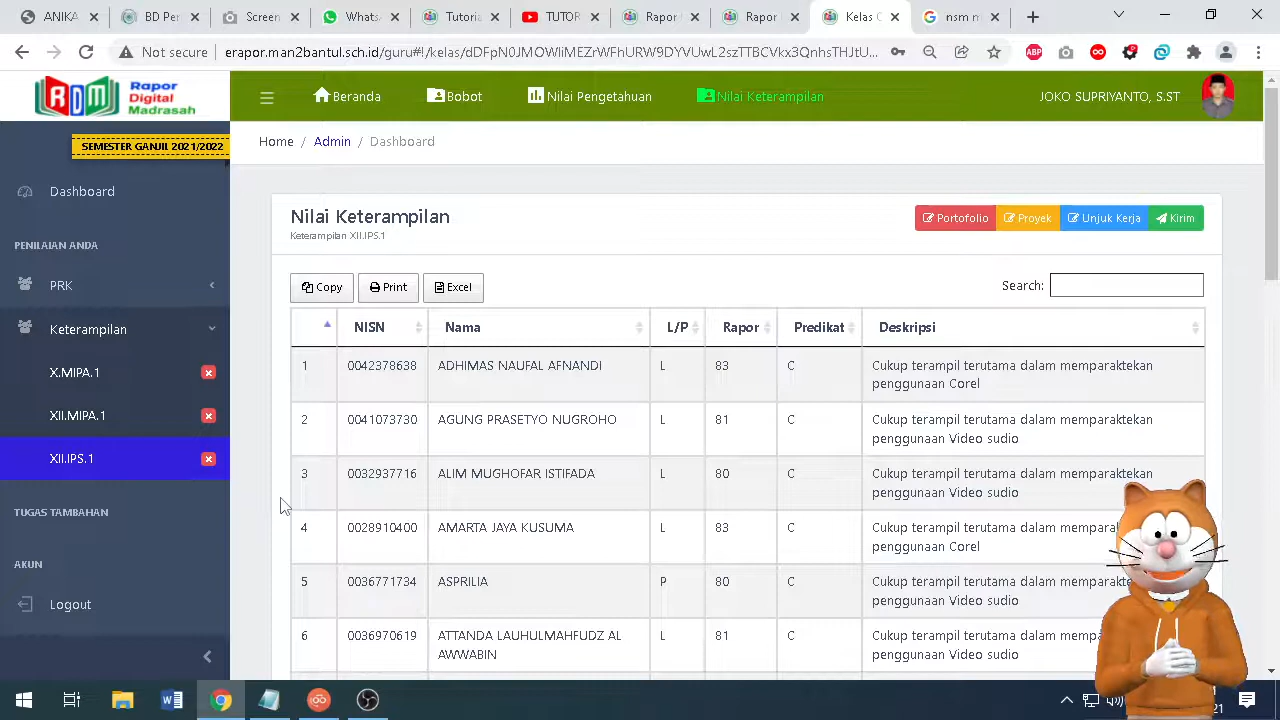 ANIKA
BD Per
Screen
Whats
Tutoria
TUTOR
Rapor
Rapor
Kelas C
nsm n
Not secure
erapor.man2bantul.sch.id/guru#!/kelas/
ABP
RDM Rapor Digital Madrasah
Beranda
Bobot
Nilai Pengetahuan
Nilai Keterampilan
JOKO SUPRIYANTO, S.ST
SEMESTER GANJIL 2021/2022
Home / Admin / Dashboard
Dashboard
PENILAIAN ANDA
PRK
Keterampilan
X.MIPA.1
XII.MIPA.1
XII.IPS.1
TUGAS TAMBAHAN
AKUN
Logout
Nilai Keterampilan
Keterampilan XII.IPS.1
Portofolio
Proyek
Unjuk Kerja
Kirim
Copy
Print
Excel
Search:
NISN Nama L/P Rapor Predikat Deskripsi
1 0042378638 ADHIMAS NAUFAL AFNANDI L 83 C Cukup terampil terutama dalam memparaktekan
penggunaan Corel
2 0041073730 AGUNG PRASETYO NUGROHO L 81 C Cukup terampil terutama dalam memparaktekan
penggunaan Video sudio
3 0032937716 ALIM MUGHOFAR ISTIFADA L 80 C Cukup terampil terutama dalam memparaktekan
penggunaan Video sudio
4 0028910400 AMARTA JAYA KUSUMA L 83 C Cukup terampil terutama dalam
penggunaan Corel
5 0036771734 ASPRILIA P 80 C Cukup terampil terutama dalam
penggunaan Video sudio
6 0036970619 ATTANDA LAUHULMAHFUDZ AL L 81 C Cukup terampil terutama dalam
AWWABIN penggunaan Video sudio